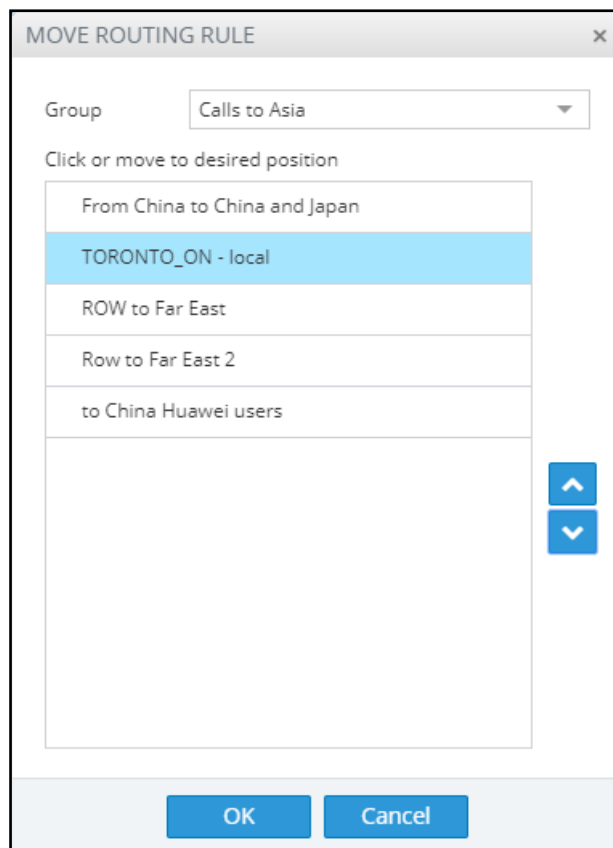 MOVE ROUTING RULE ×
Group Calls to Asia
Click or move to desired position
From China to China and Japan
TORONTO_ON - local
ROW to Far East
Row to Far East 2
to China Huawei users
OK Cancel